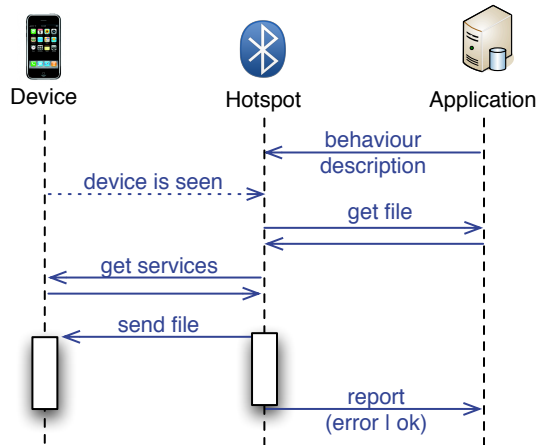 Device
Hotspot
Application
behaviour
description
device is seen
get file
get services
send file
report
(error | ok)